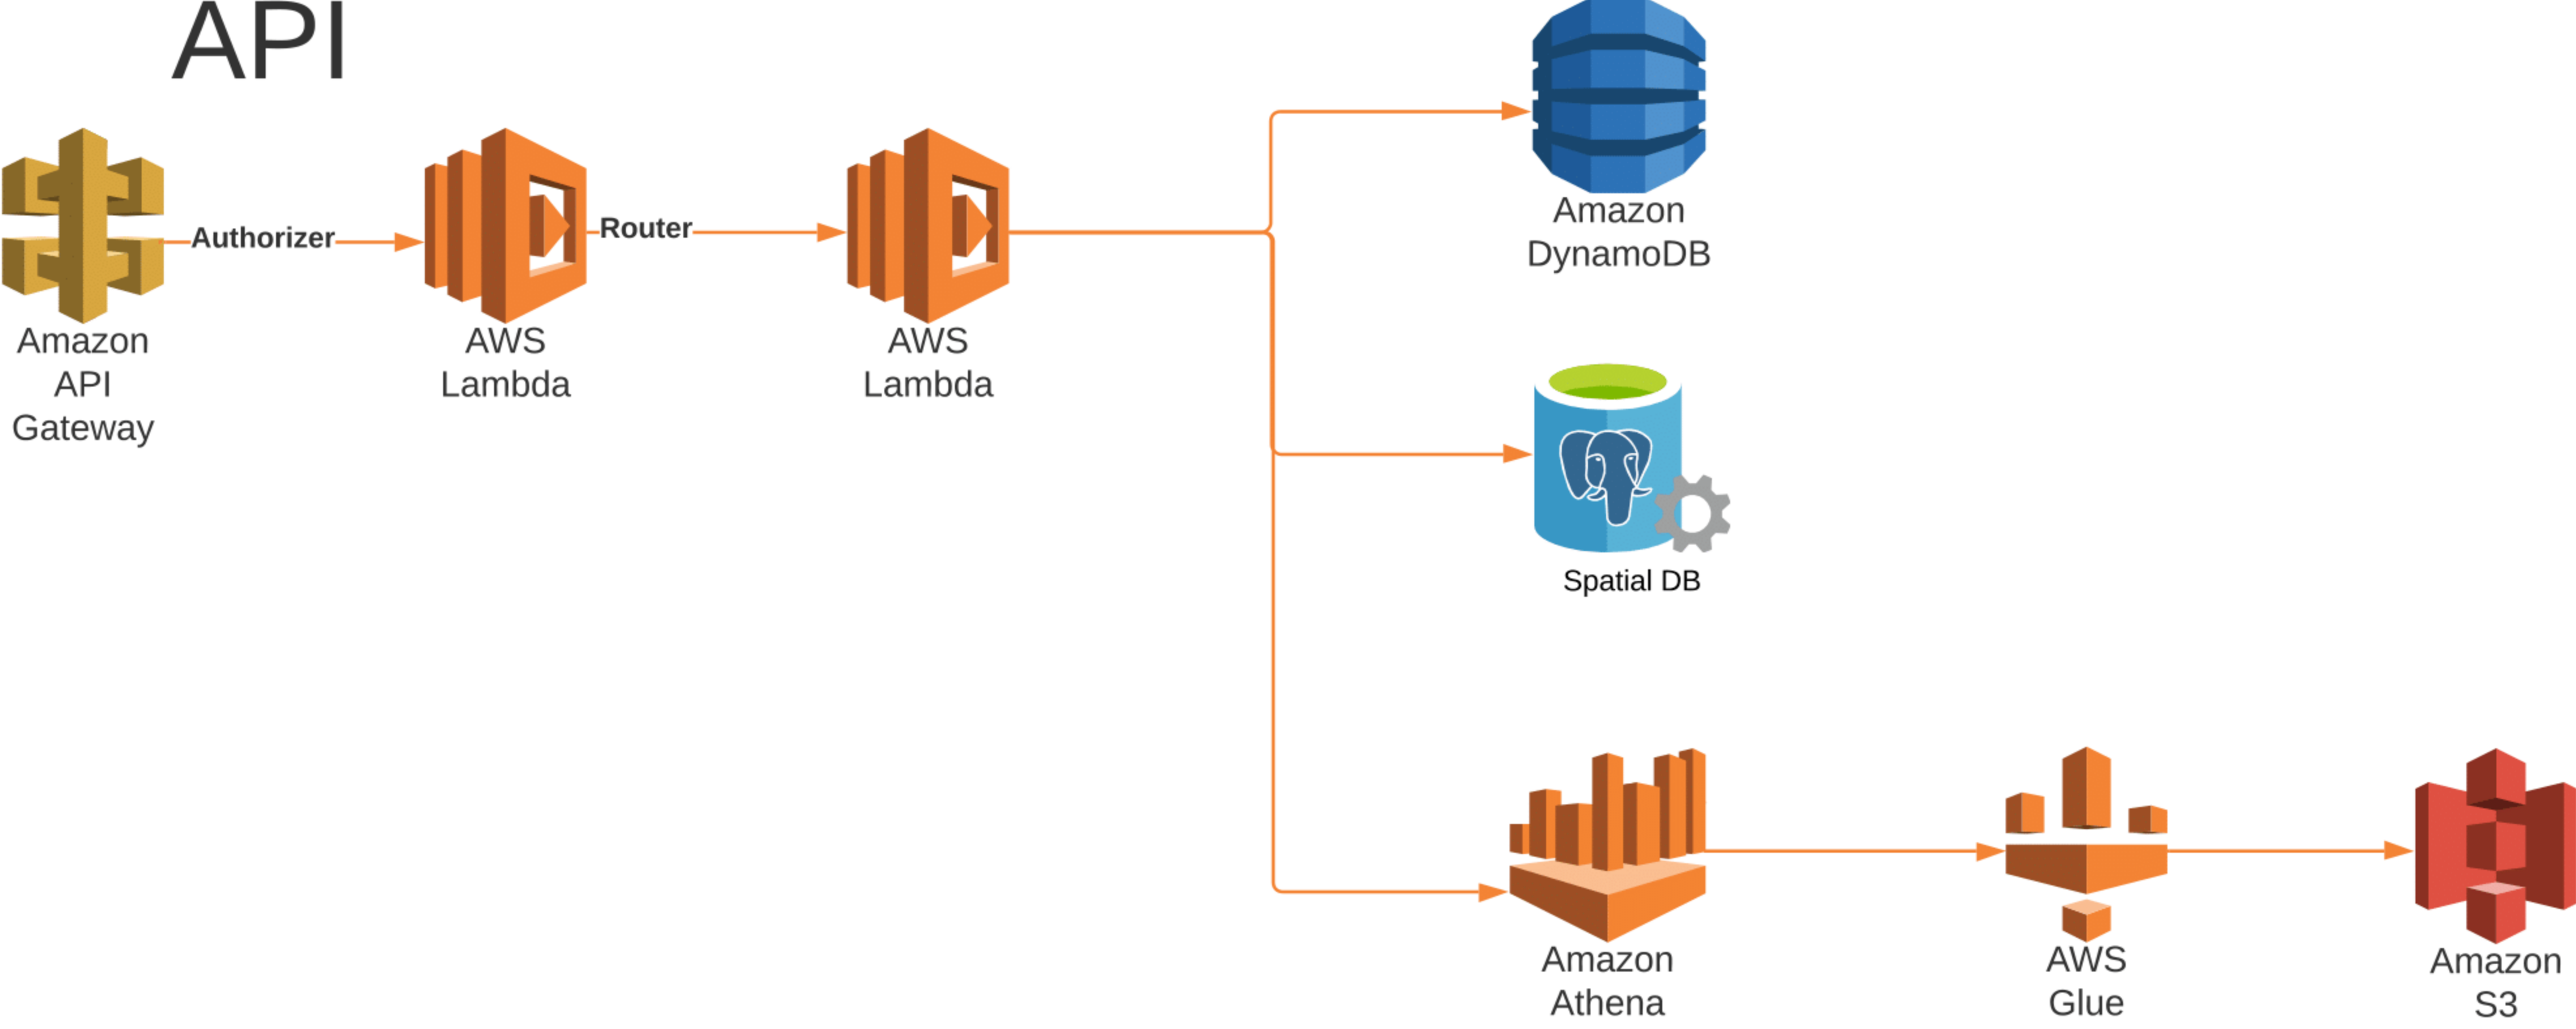 API
Authorizer
Router
Amazon
API
Gateway
AWS
Lambda
AWS
Lambda
Amazon
DynamoDB
Spatial DB
Amazon
Athena
AWS
Glue
Amazon
S3